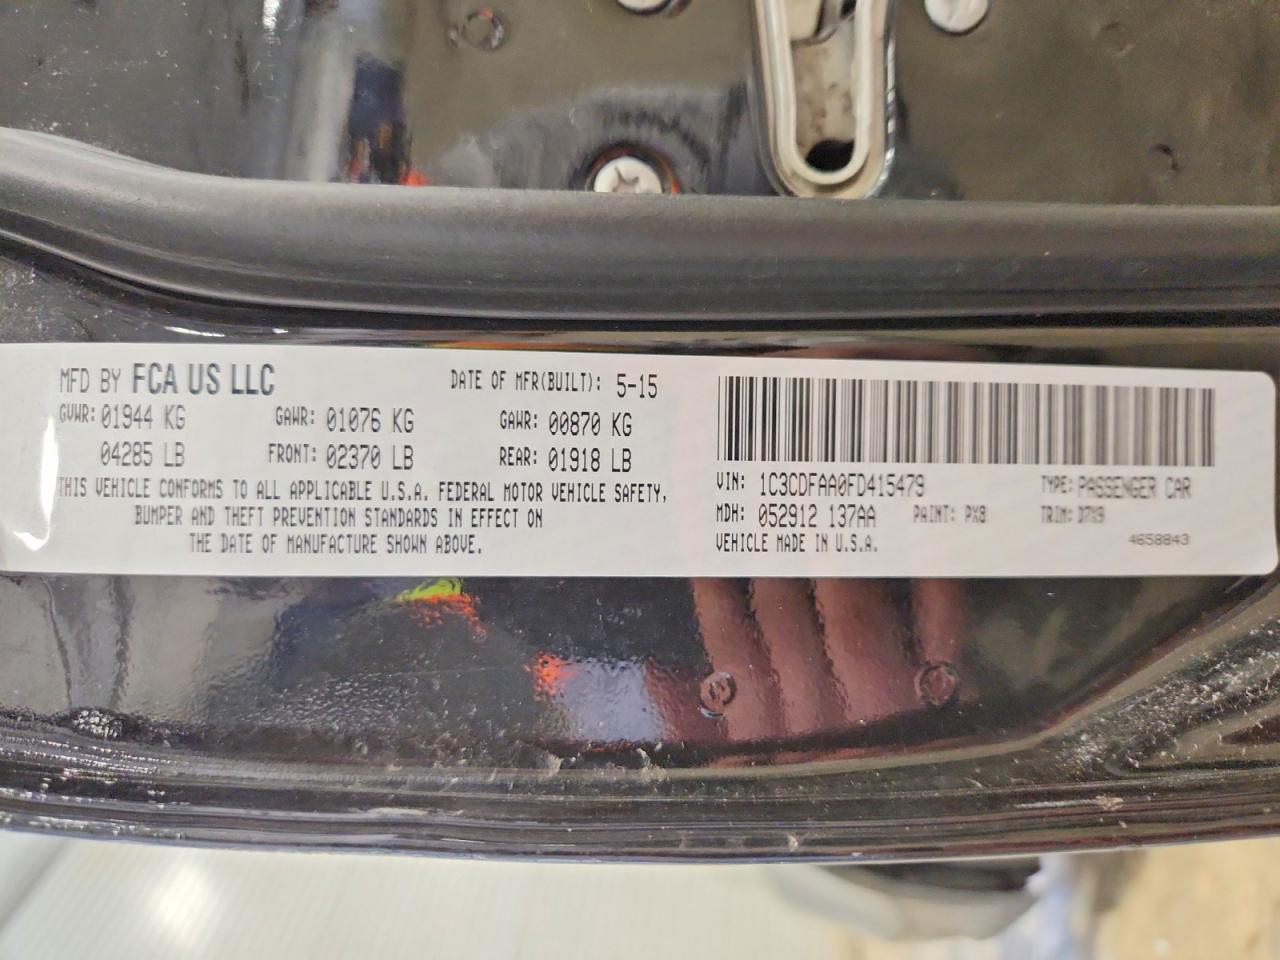 MFD BY FCA US LLC DATE OF MFR(BUILT): 5-15
GVWR: 01944 KG GAWR: 01076 KG GAWR: 00870 KG
04285 LB FRONT: 02370 LB REAR: 01918 LB
THIS VEHICLE CONFORMS TO ALL APPLICABLE U.S.A. FEDERAL MOTOR VEHICLE SAFETY,
BUMPER AND THEFT PREVENTION STANDARDS IN EFFECT ON
THE DATE OF MANUFACTURE SHOWN ABOVE.
VIN: 1C3CDFAA0FD415479 TYPE: PASSENGER CAR
MDH: 052912 137AA PAINT: PX8 TRIM: D7X9
VEHICLE MADE IN U.S.A. 4658843